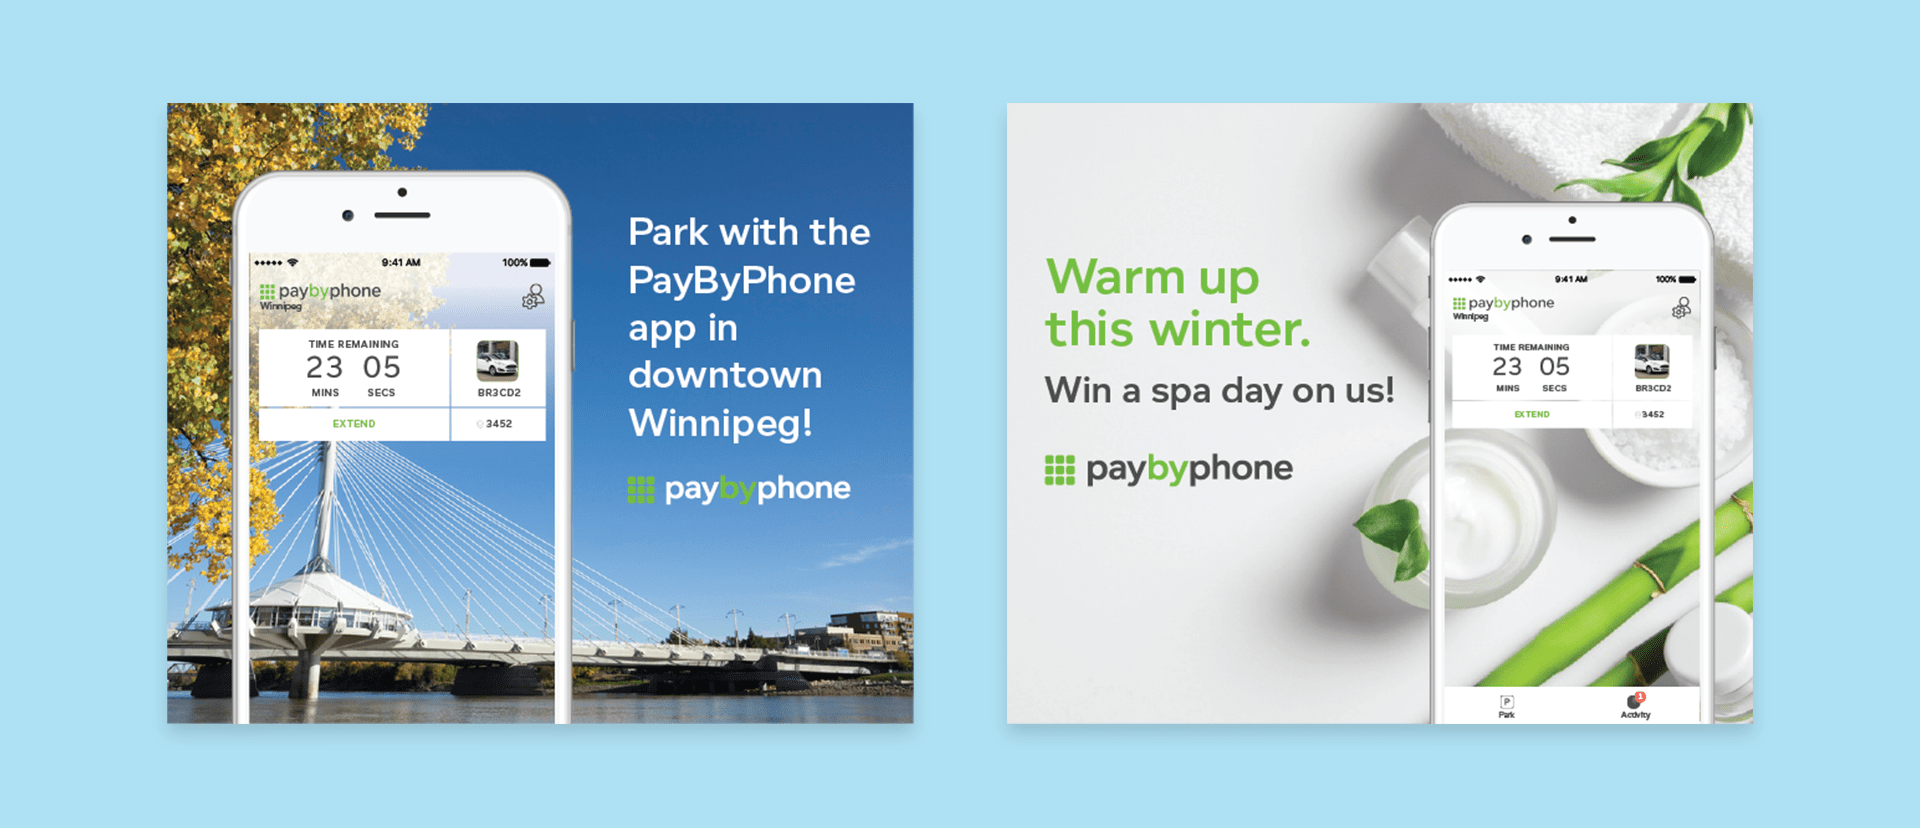 9:41 AM
100%
paybyphone
Winnipeg
TIME REMAINING
23 05
MINS SECS
BR3CD2
EXTEND
3452
Park with the
PayByPhone
app in
downtown
Winnipeg!
paybyphone
Warm up
this winter.
Win a spa day on us!
paybyphone
9:41 AM
100%
paybyphone
Winnipeg
TIME REMAINING
23 05
MINS SECS
BR3CD2
EXTEND
3452
P
Park
1
Activity